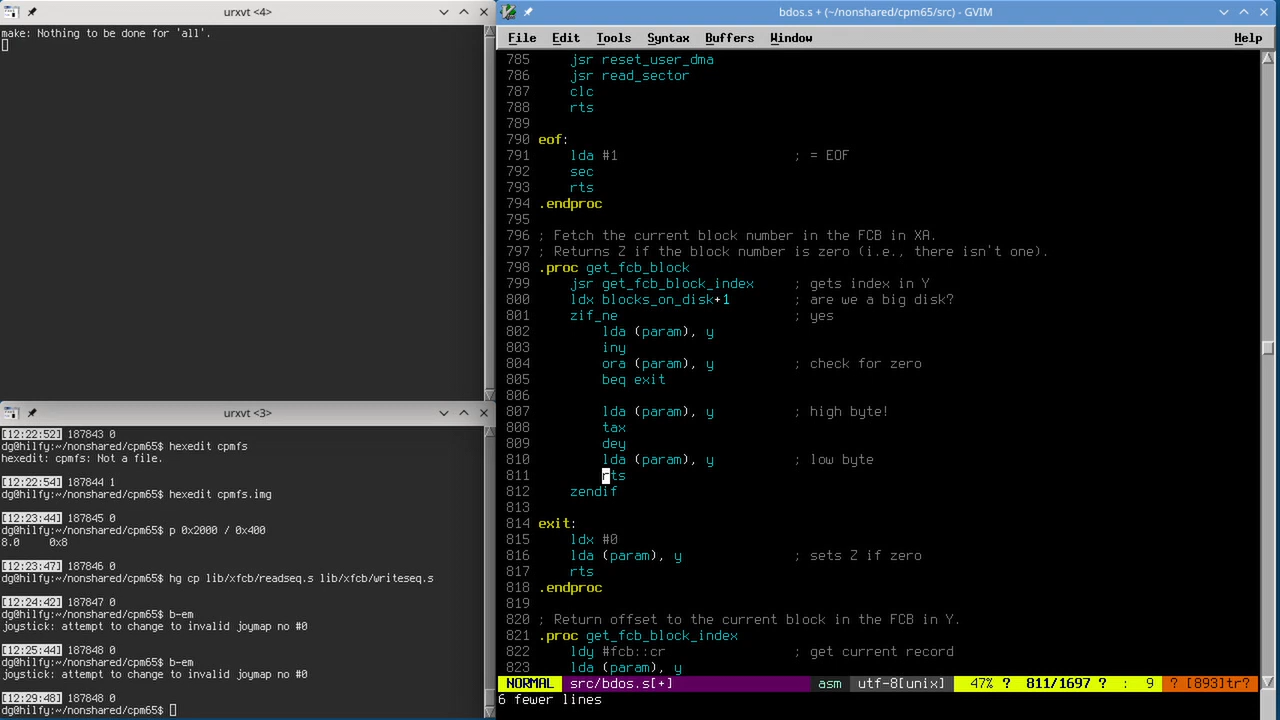 urxvt <4>
make: Nothing to be done for 'all'.
urxvt <3>
[12:22:52] 187843 0
dg@hilfy:~/nonshared/cpm65$ hexedit cpmfs
hexedit: cpmfs: Not a file.
[12:22:54] 187844 1
dg@hilfy:~/nonshared/cpm65$ hexedit cpmfs.img
[12:23:44] 187845 0
dg@hilfy:~/nonshared/cpm65$ p 0x2000 / 0x400
8.0     0x8
[12:23:47] 187846 0
dg@hilfy:~/nonshared/cpm65$ hg cp lib/xfcb/readseq.s lib/xfcb/writeseq.s
[12:24:42] 187847 0
dg@hilfy:~/nonshared/cpm65$ b-em
joystick: attempt to change to invalid joymap no #0
[12:25:44] 187848 0
dg@hilfy:~/nonshared/cpm65$ b-em
joystick: attempt to change to invalid joymap no #0
[12:29:48] 187848 0
dg@hilfy:~/nonshared/cpm65$
bdos.s + (~/nonshared/cpm65/src) - GVIM
File Edit Tools Syntax Buffers Window Help
785     jsr reset_user_dma
786     jsr read_sector
787     clc
788     rts
789
790 eof:
791     lda #1                      ; = EOF
792     sec
793     rts
794 .endproc
795
796 ; Fetch the current block number in the FCB in XA.
797 ; Returns Z if the block number is zero (i.e., there isn't one).
798 .proc get_fcb_block
799     jsr get_fcb_block_index     ; gets index in Y
800     ldx blocks_on_disk+1        ; are we a big disk?
801     zif_ne                      ; yes
802         lda (param), y
803         iny
804         ora (param), y          ; check for zero
805         beq exit
806
807         lda (param), y          ; high byte!
808         tax
809         dey
810         lda (param), y          ; low byte
811         rts
812     zendif
813
814 exit:
815     ldx #0
816     lda (param), y              ; sets Z if zero
817     rts
818 .endproc
819
820 ; Return offset to the current block in the FCB in Y.
821 .proc get_fcb_block_index
822     ldy #fcb::cr                ; get current record
823     lda (param), y
NORMAL src/bdos.s[+] asm utf-8[unix] 47% ? 811/1697 ? : 9 ? [893]tr?
6 fewer lines